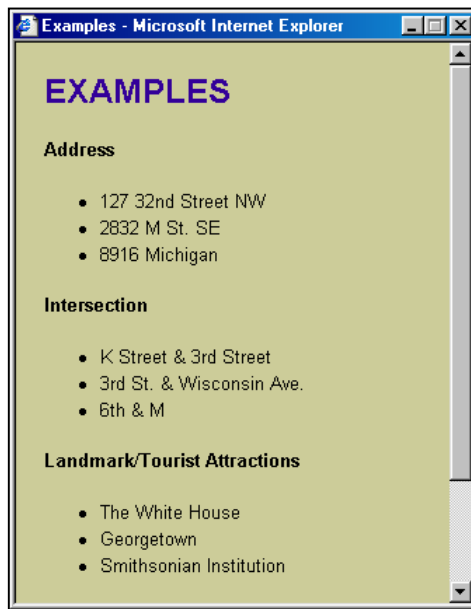 Examples - Microsoft Internet Explorer
EXAMPLES
Address
• 127 32nd Street NW
• 2832 M St. SE
• 8916 Michigan
Intersection
• K Street & 3rd Street
• 3rd St. & Wisconsin Ave.
• 6th & M
Landmark/Tourist Attractions
• The White House
• Georgetown
• Smithsonian Institution